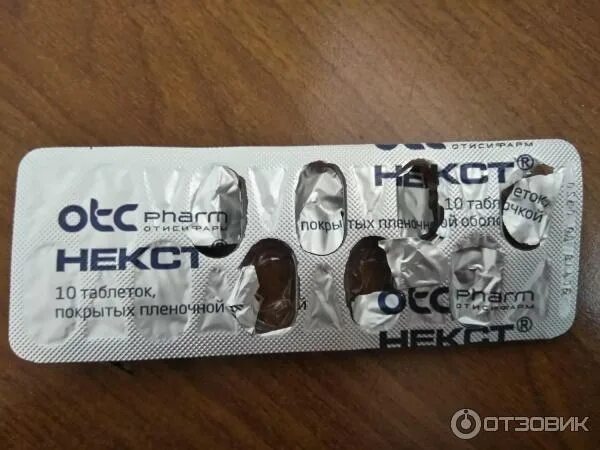 otc Pharm
ОТИСИФАРМ
НЕКСТ®
10 таблеток,
покрытых пленочной
ОТИСИФАРМ
НЕКСТ®
10 таблеток,
покрытых пленочной оболочкой
otc Pharm
ОТИСИФАРМ
НЕКСТ®
ОТЗОВИК